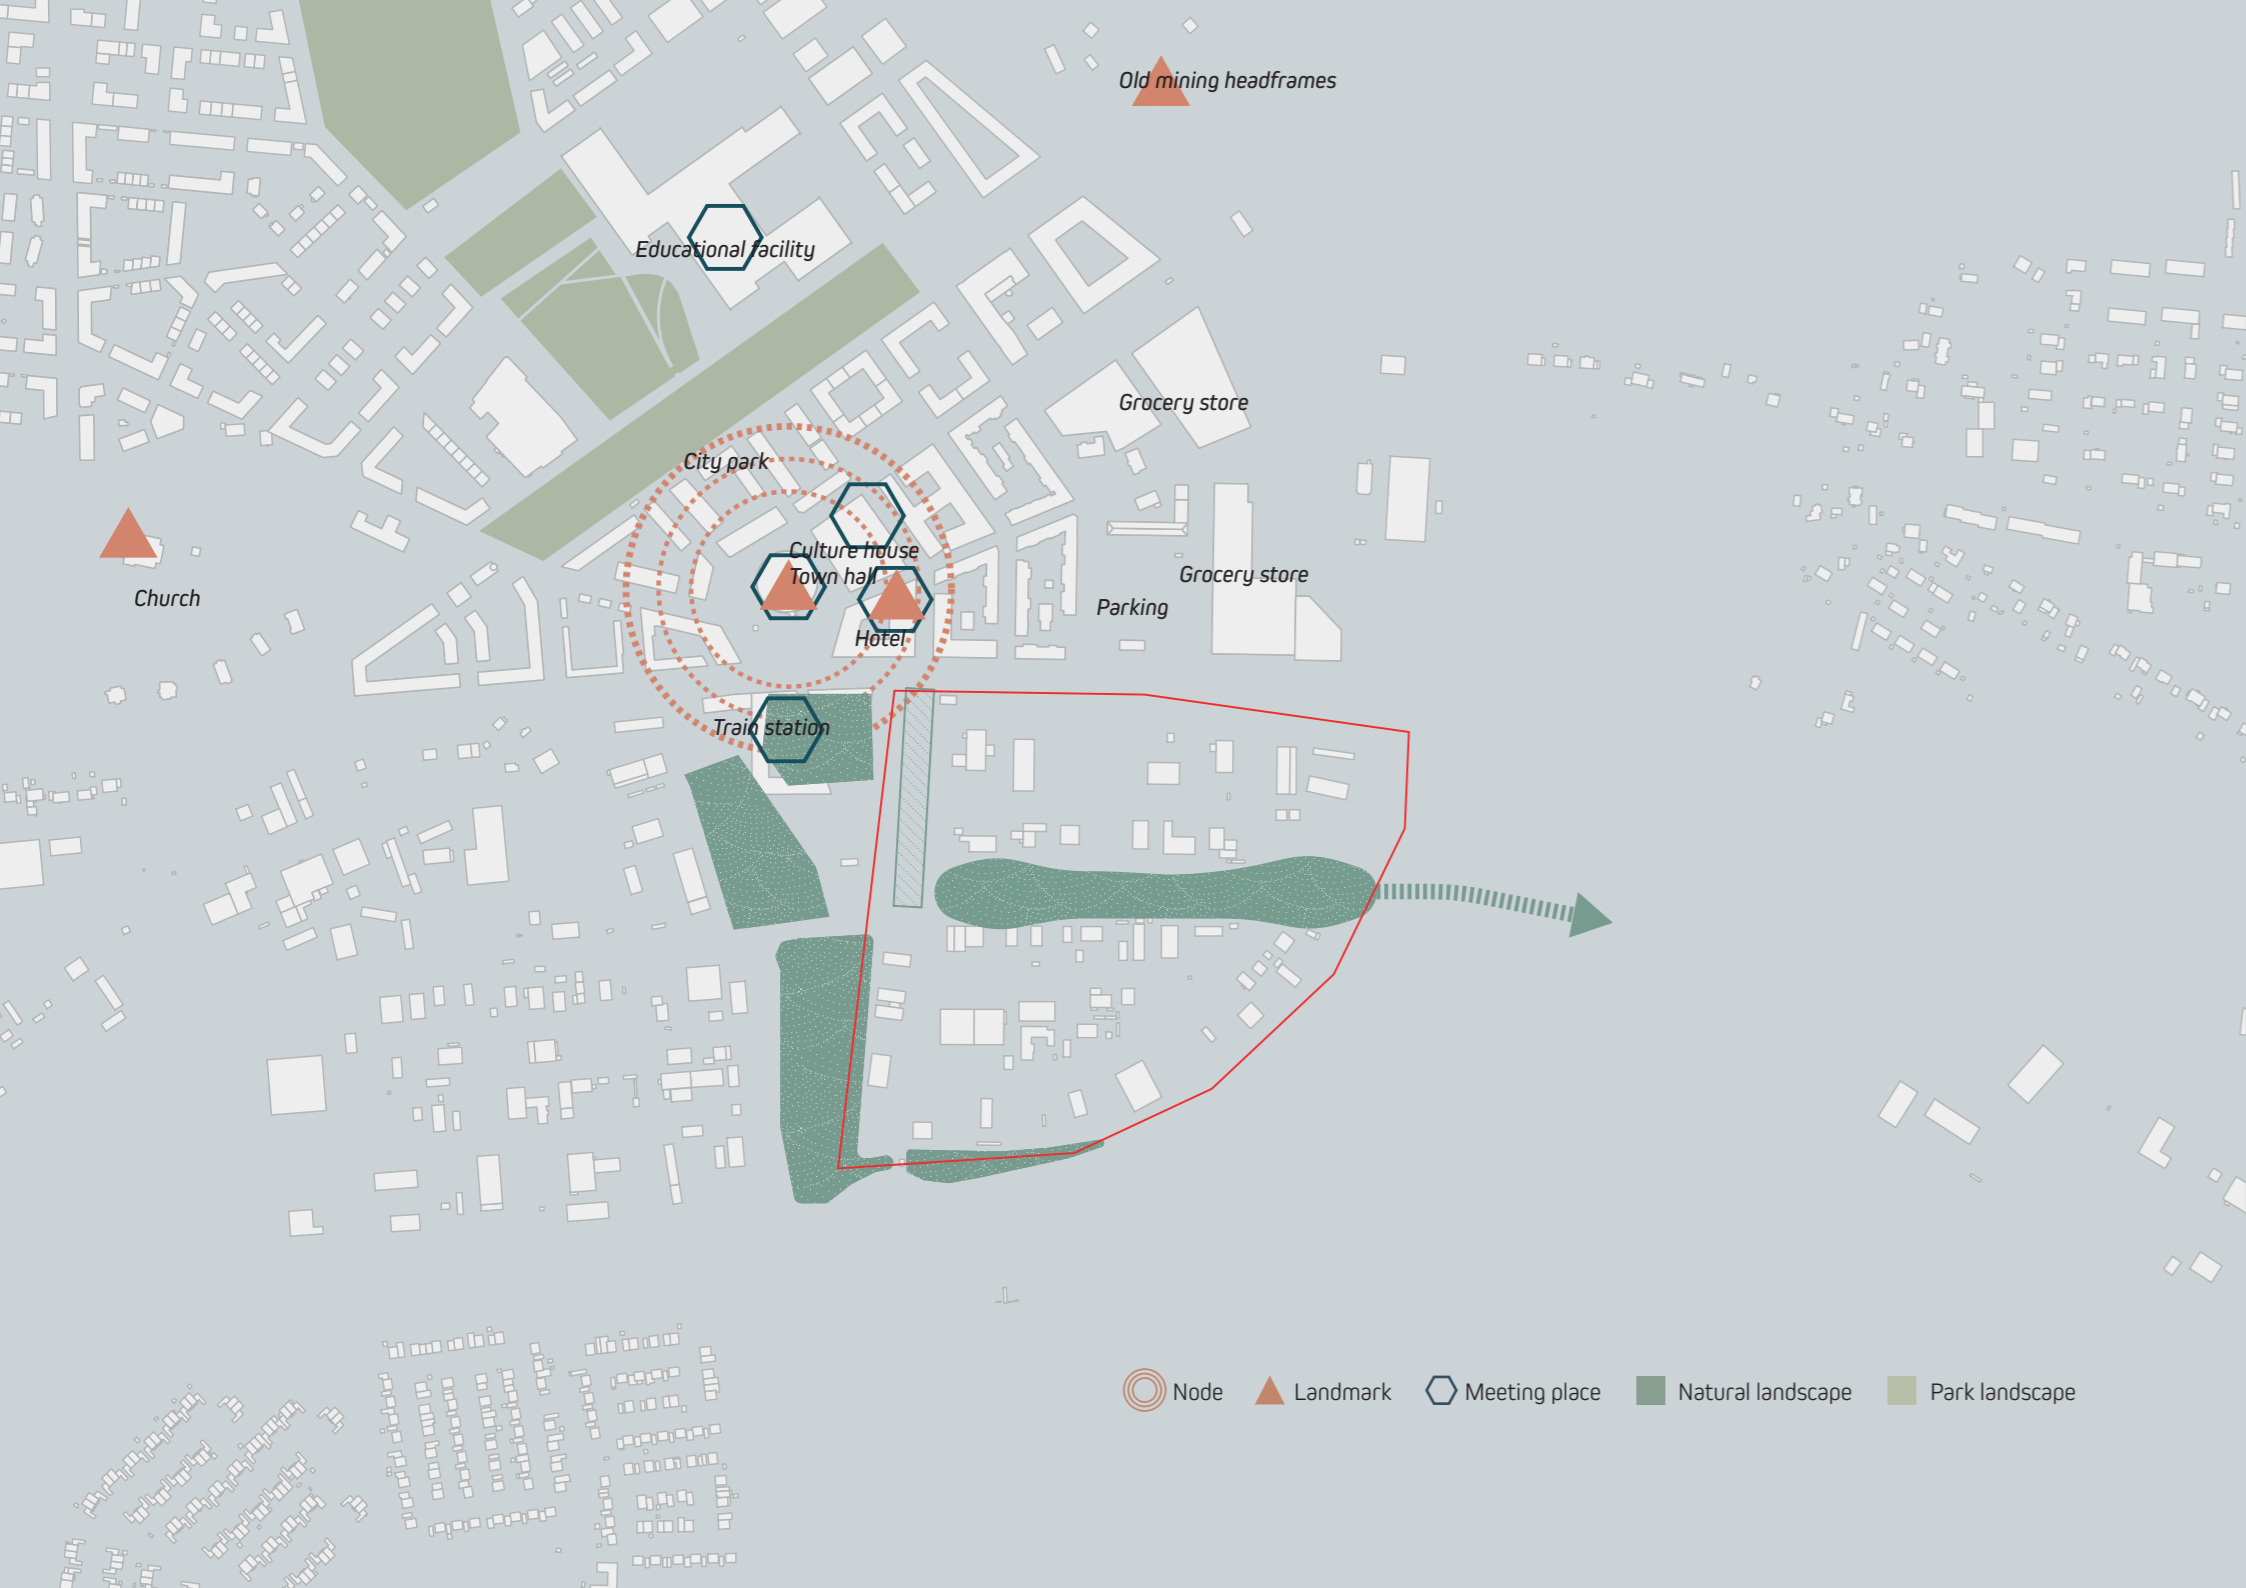 Old mining headframes
Educational facility
Grocery store
City park
Culture house
Town hall
Grocery store
Church
Parking
Hotel
Train station
Node
Landmark
Meeting place
Natural landscape
Park landscape